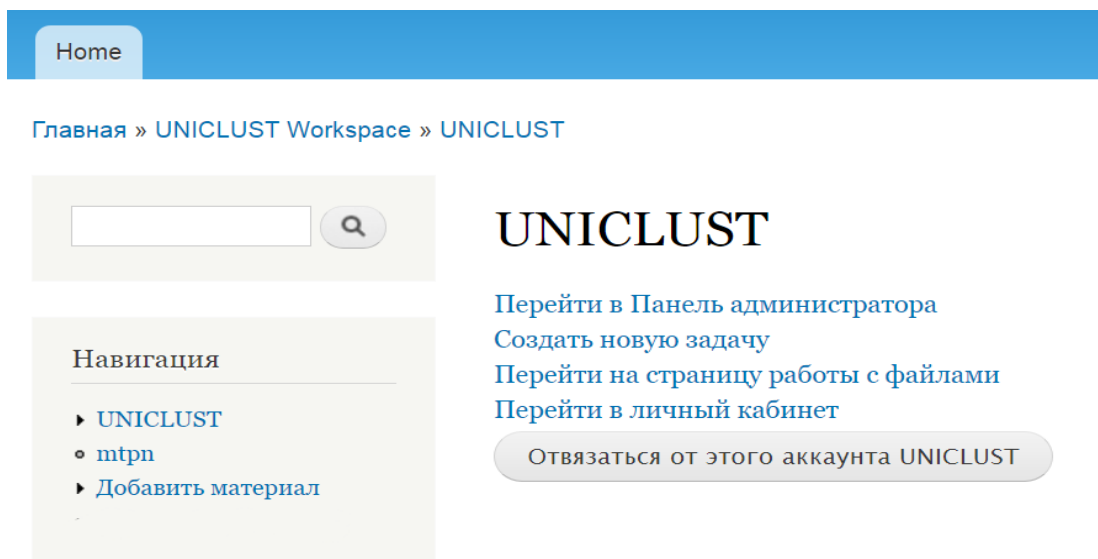 Home
Главная » UNICLUST Workspace » UNICLUST
UNICLUST
Перейти в Панель администратора
Создать новую задачу
Перейти на страницу работы с файлами
Перейти в личный кабинет
Отвязаться от этого аккаунта UNICLUST
Навигация
UNICLUST
mtpn
Добавить материал